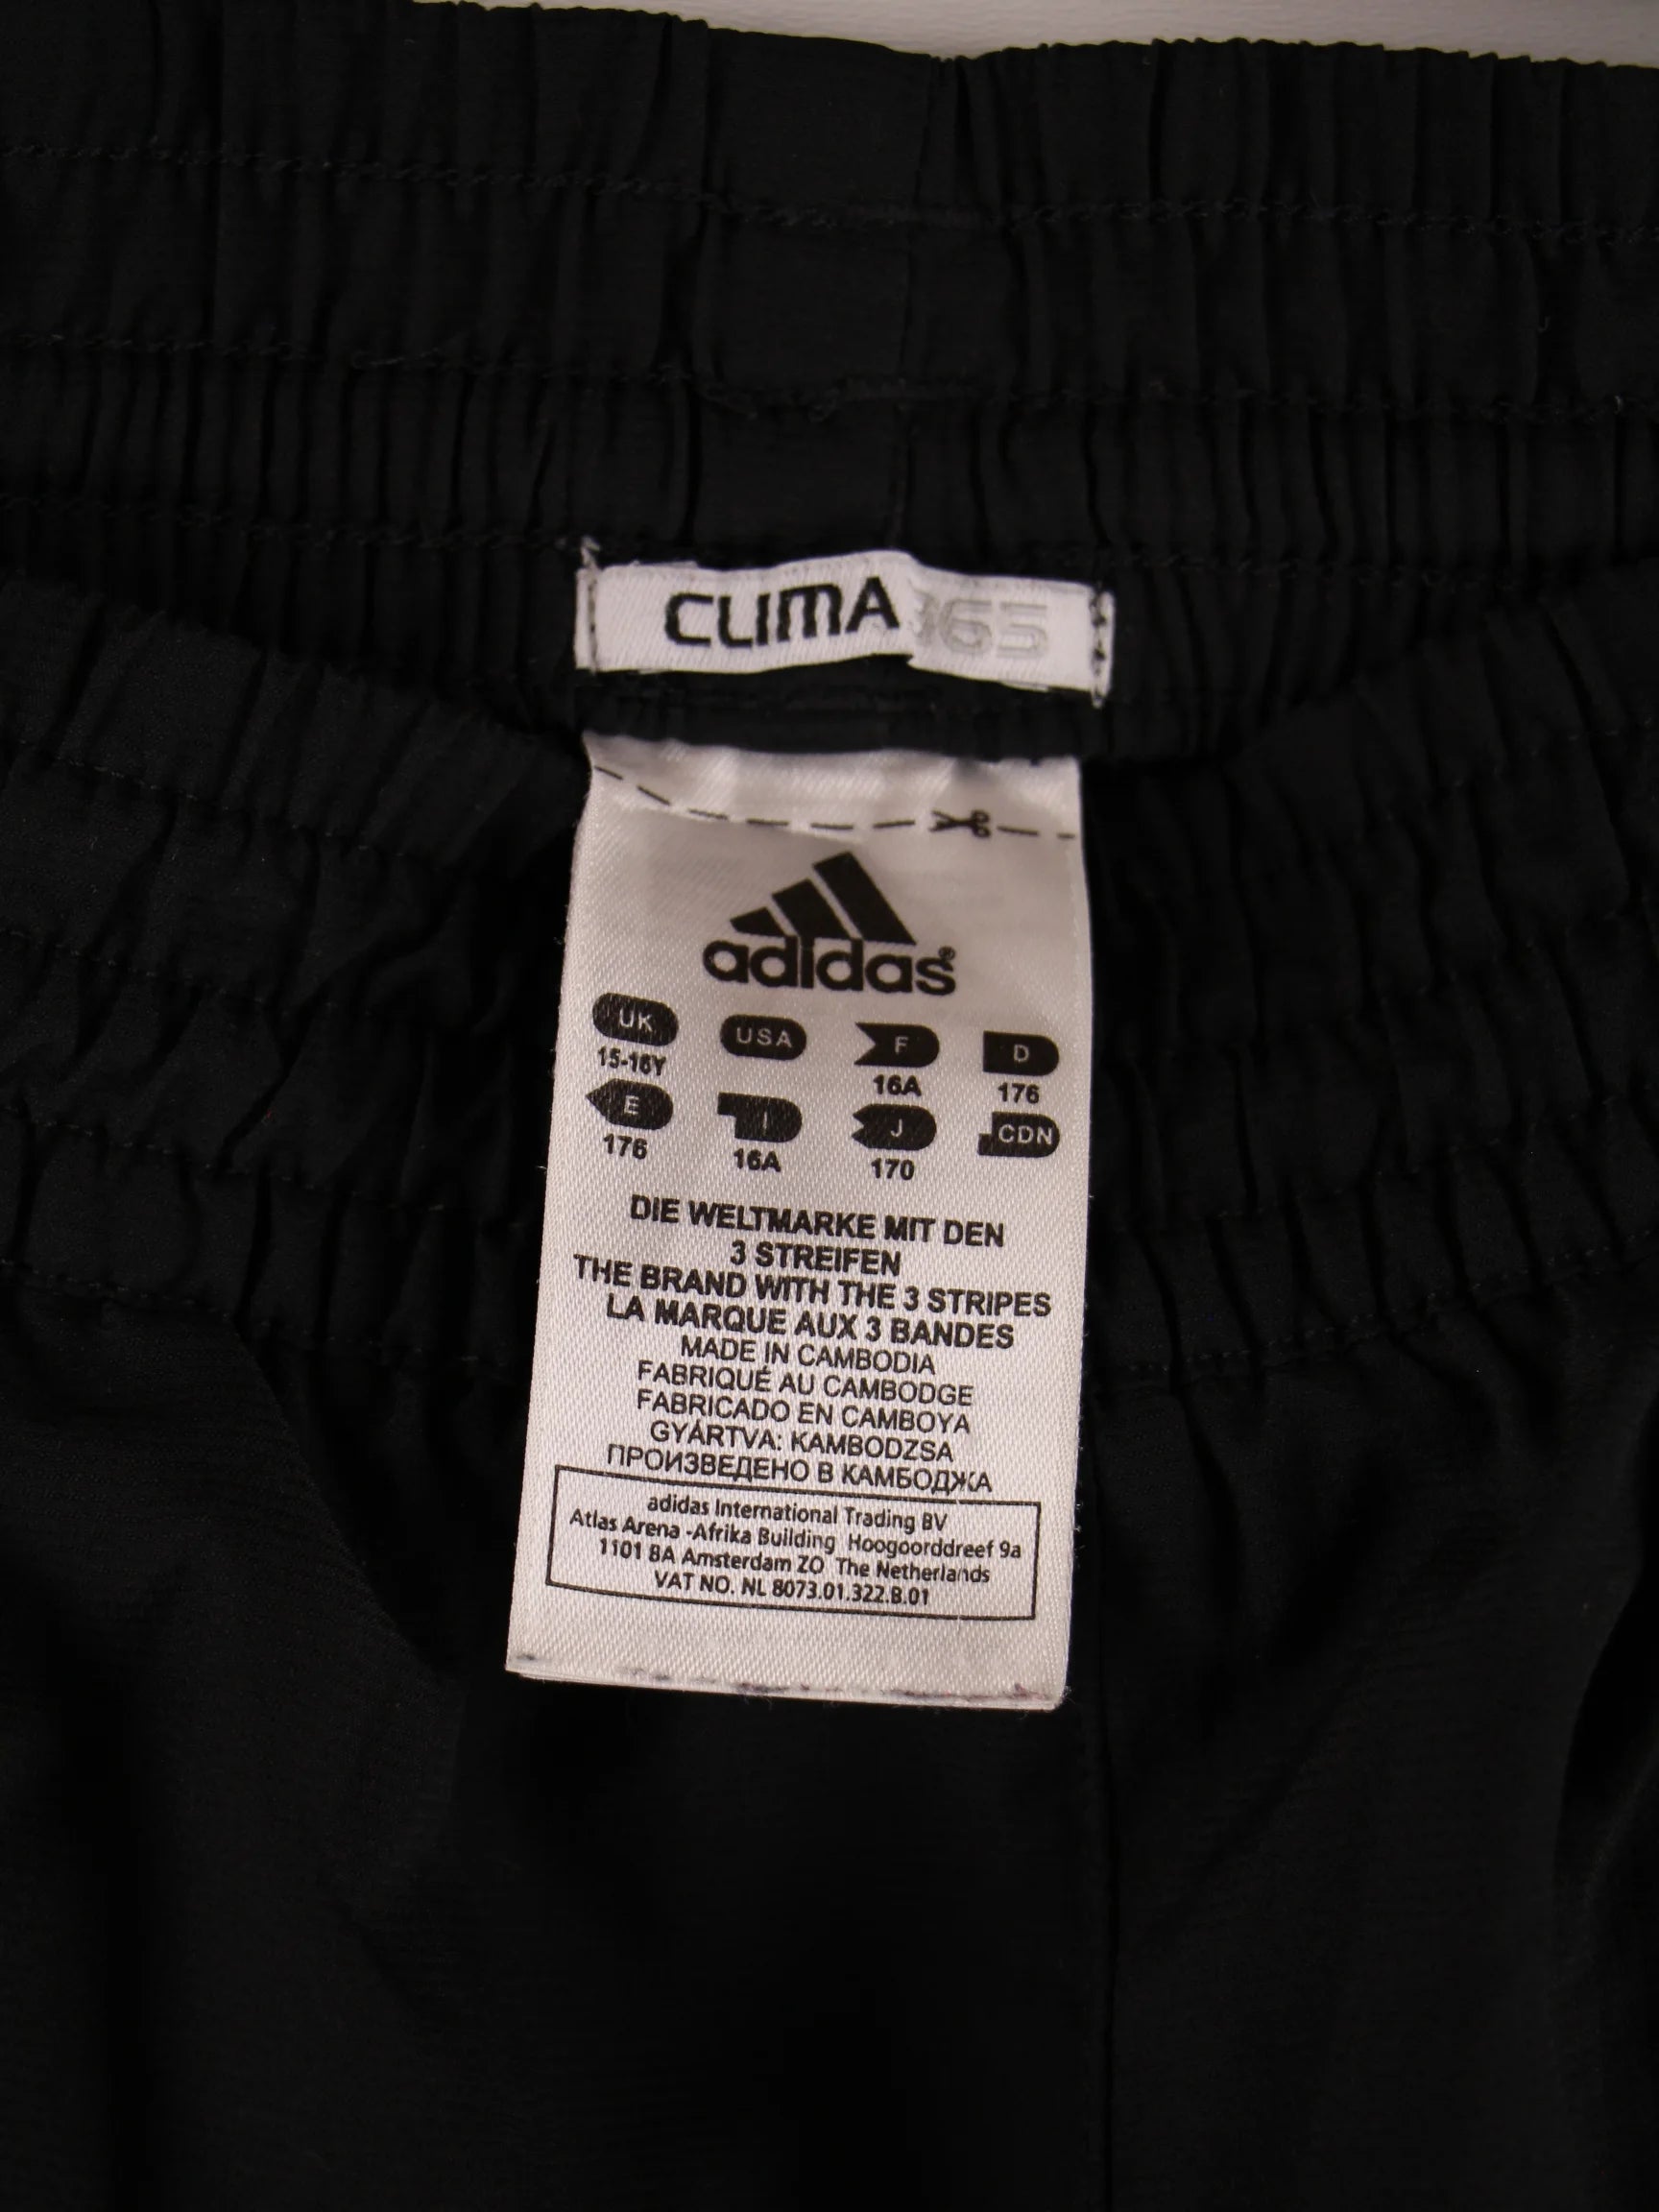 CLIMA365
adidas®
UK USA F D
15-16Y 16A 176
E I J CDN
176 16A 170
DIE WELTMARKE MIT DEN
3 STREIFEN
THE BRAND WITH THE 3 STRIPES
LA MARQUE AUX 3 BANDES
MADE IN CAMBODIA
FABRIQUÉ AU CAMBODGE
FABRICADO EN CAMBOYA
GYÁRTVA: KAMBODZSA
ПРОИЗВЕДЕНО В КАМБОДЖА
adidas International Trading BV
Atlas Arena -Afrika Building Hoogoorddreef 9a
1101 BA Amsterdam ZO The Netherlands
VAT NO. NL 8073.01.322.B.01